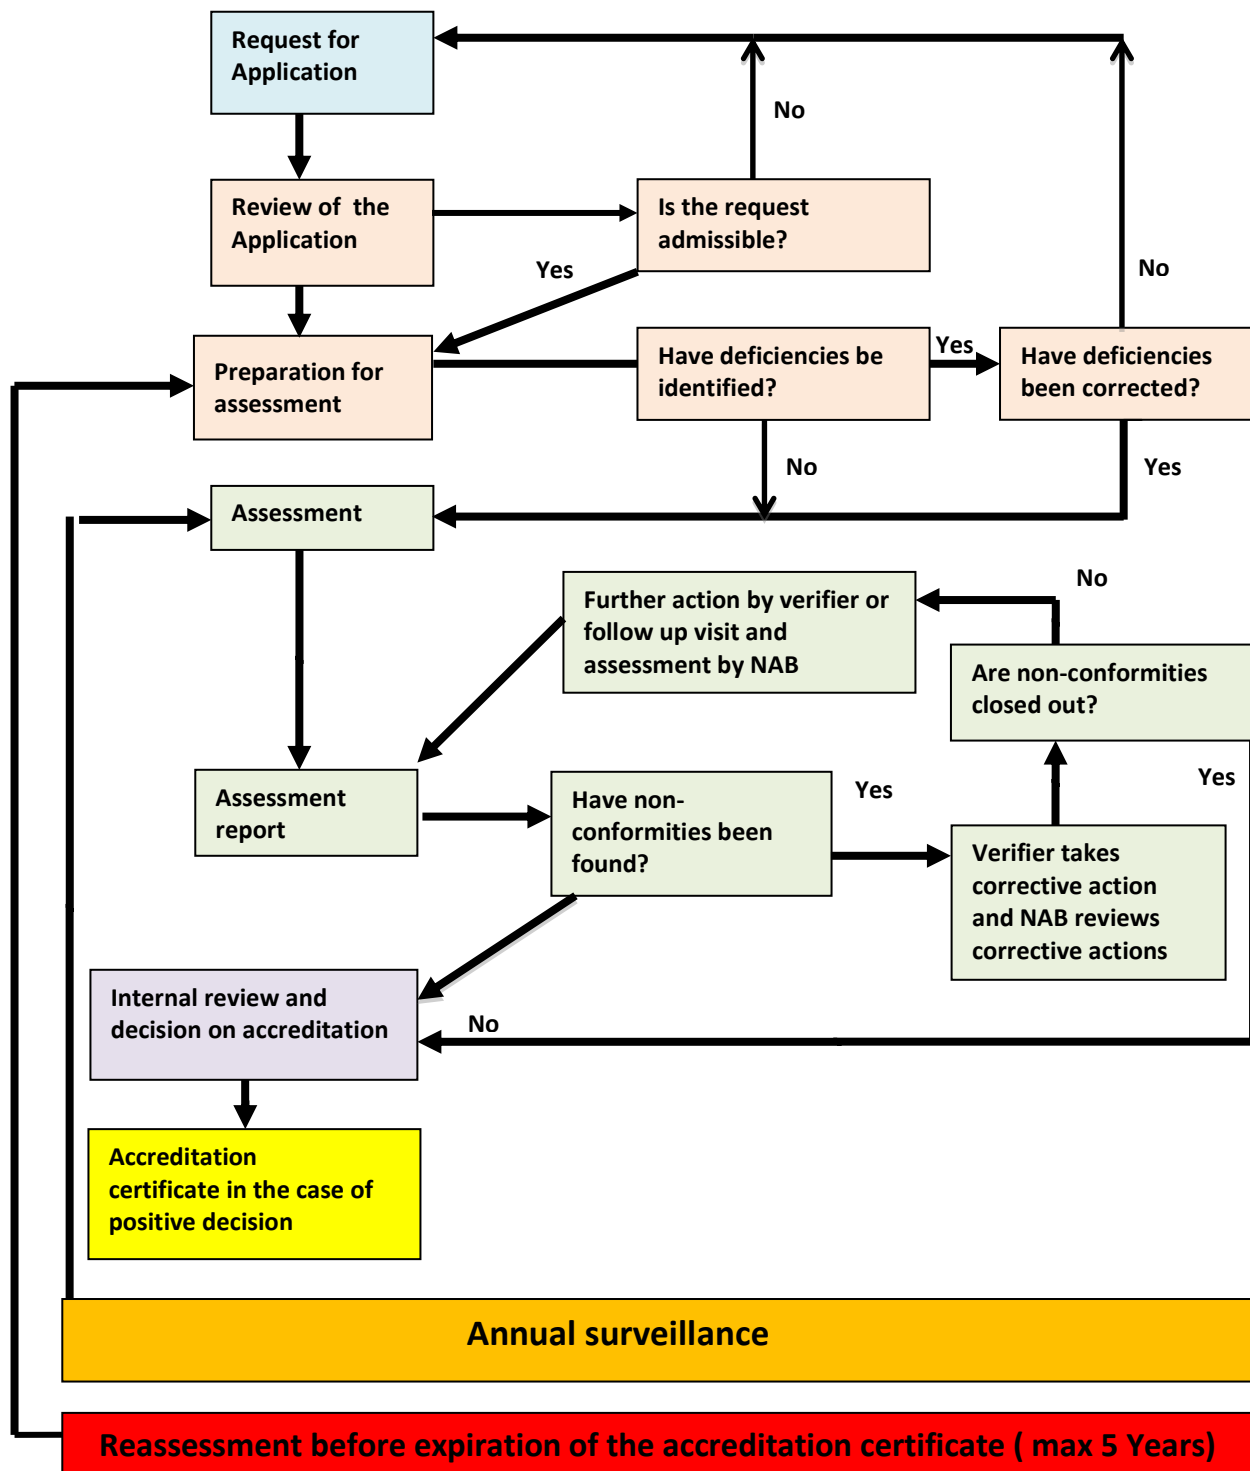 Request for
Application
No
Review of the
Application
Is the request
admissible?
Yes
No
Preparation for
assessment
Have deficiencies be
identified?
Yes
Have deficiencies
been corrected?
No
Yes
Assessment
No
Further action by verifier or
follow up visit and
assessment by NAB
Are non-conformities
closed out?
Assessment
report
Have non-
conformities been
found?
Yes
Yes
Verifier takes
corrective action
and NAB reviews
corrective actions
Internal review and
decision on accreditation
No
Accreditation
certificate in the case of
positive decision
Annual surveillance
Reassessment before expiration of the accreditation certificate ( max 5 Years)